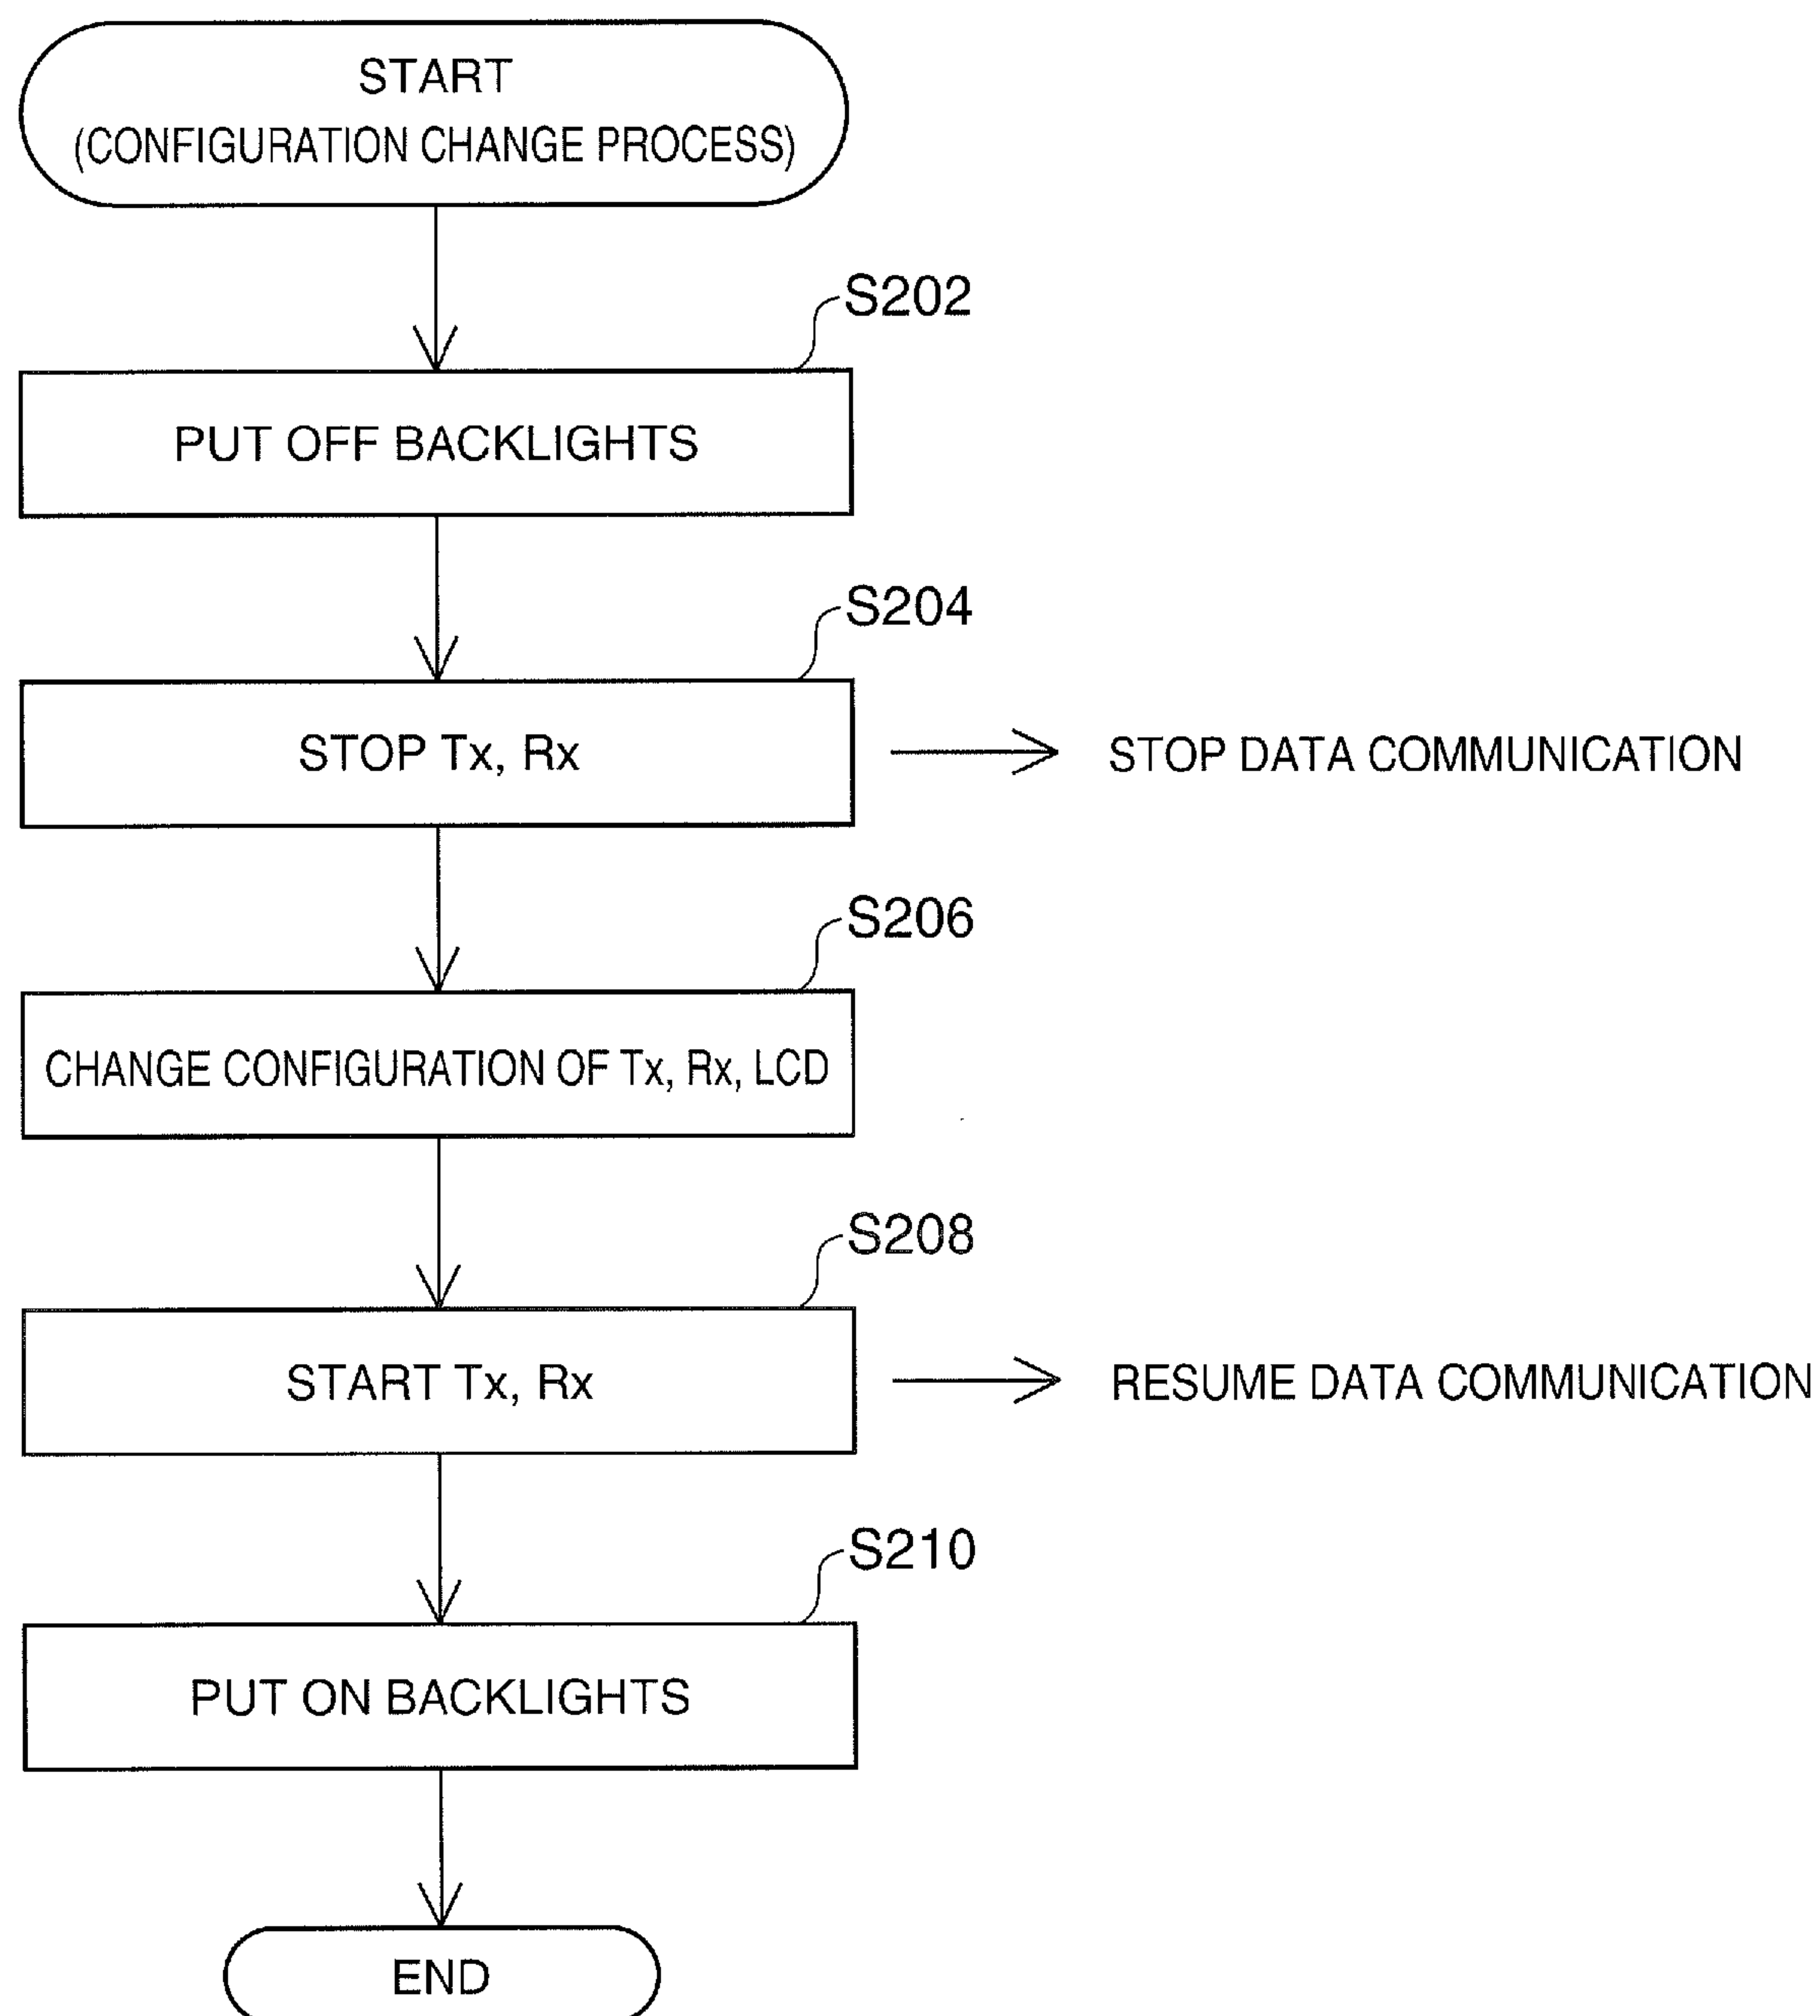 START
(CONFIGURATION CHANGE PROCESS)
S202
PUT OFF BACKLIGHTS
S204
STOP Tx, Rx
STOP DATA COMMUNICATION
S206
CHANGE CONFIGURATION OF Tx, Rx, LCD
S208
START Tx, Rx
RESUME DATA COMMUNICATION
S210
PUT ON BACKLIGHTS
END